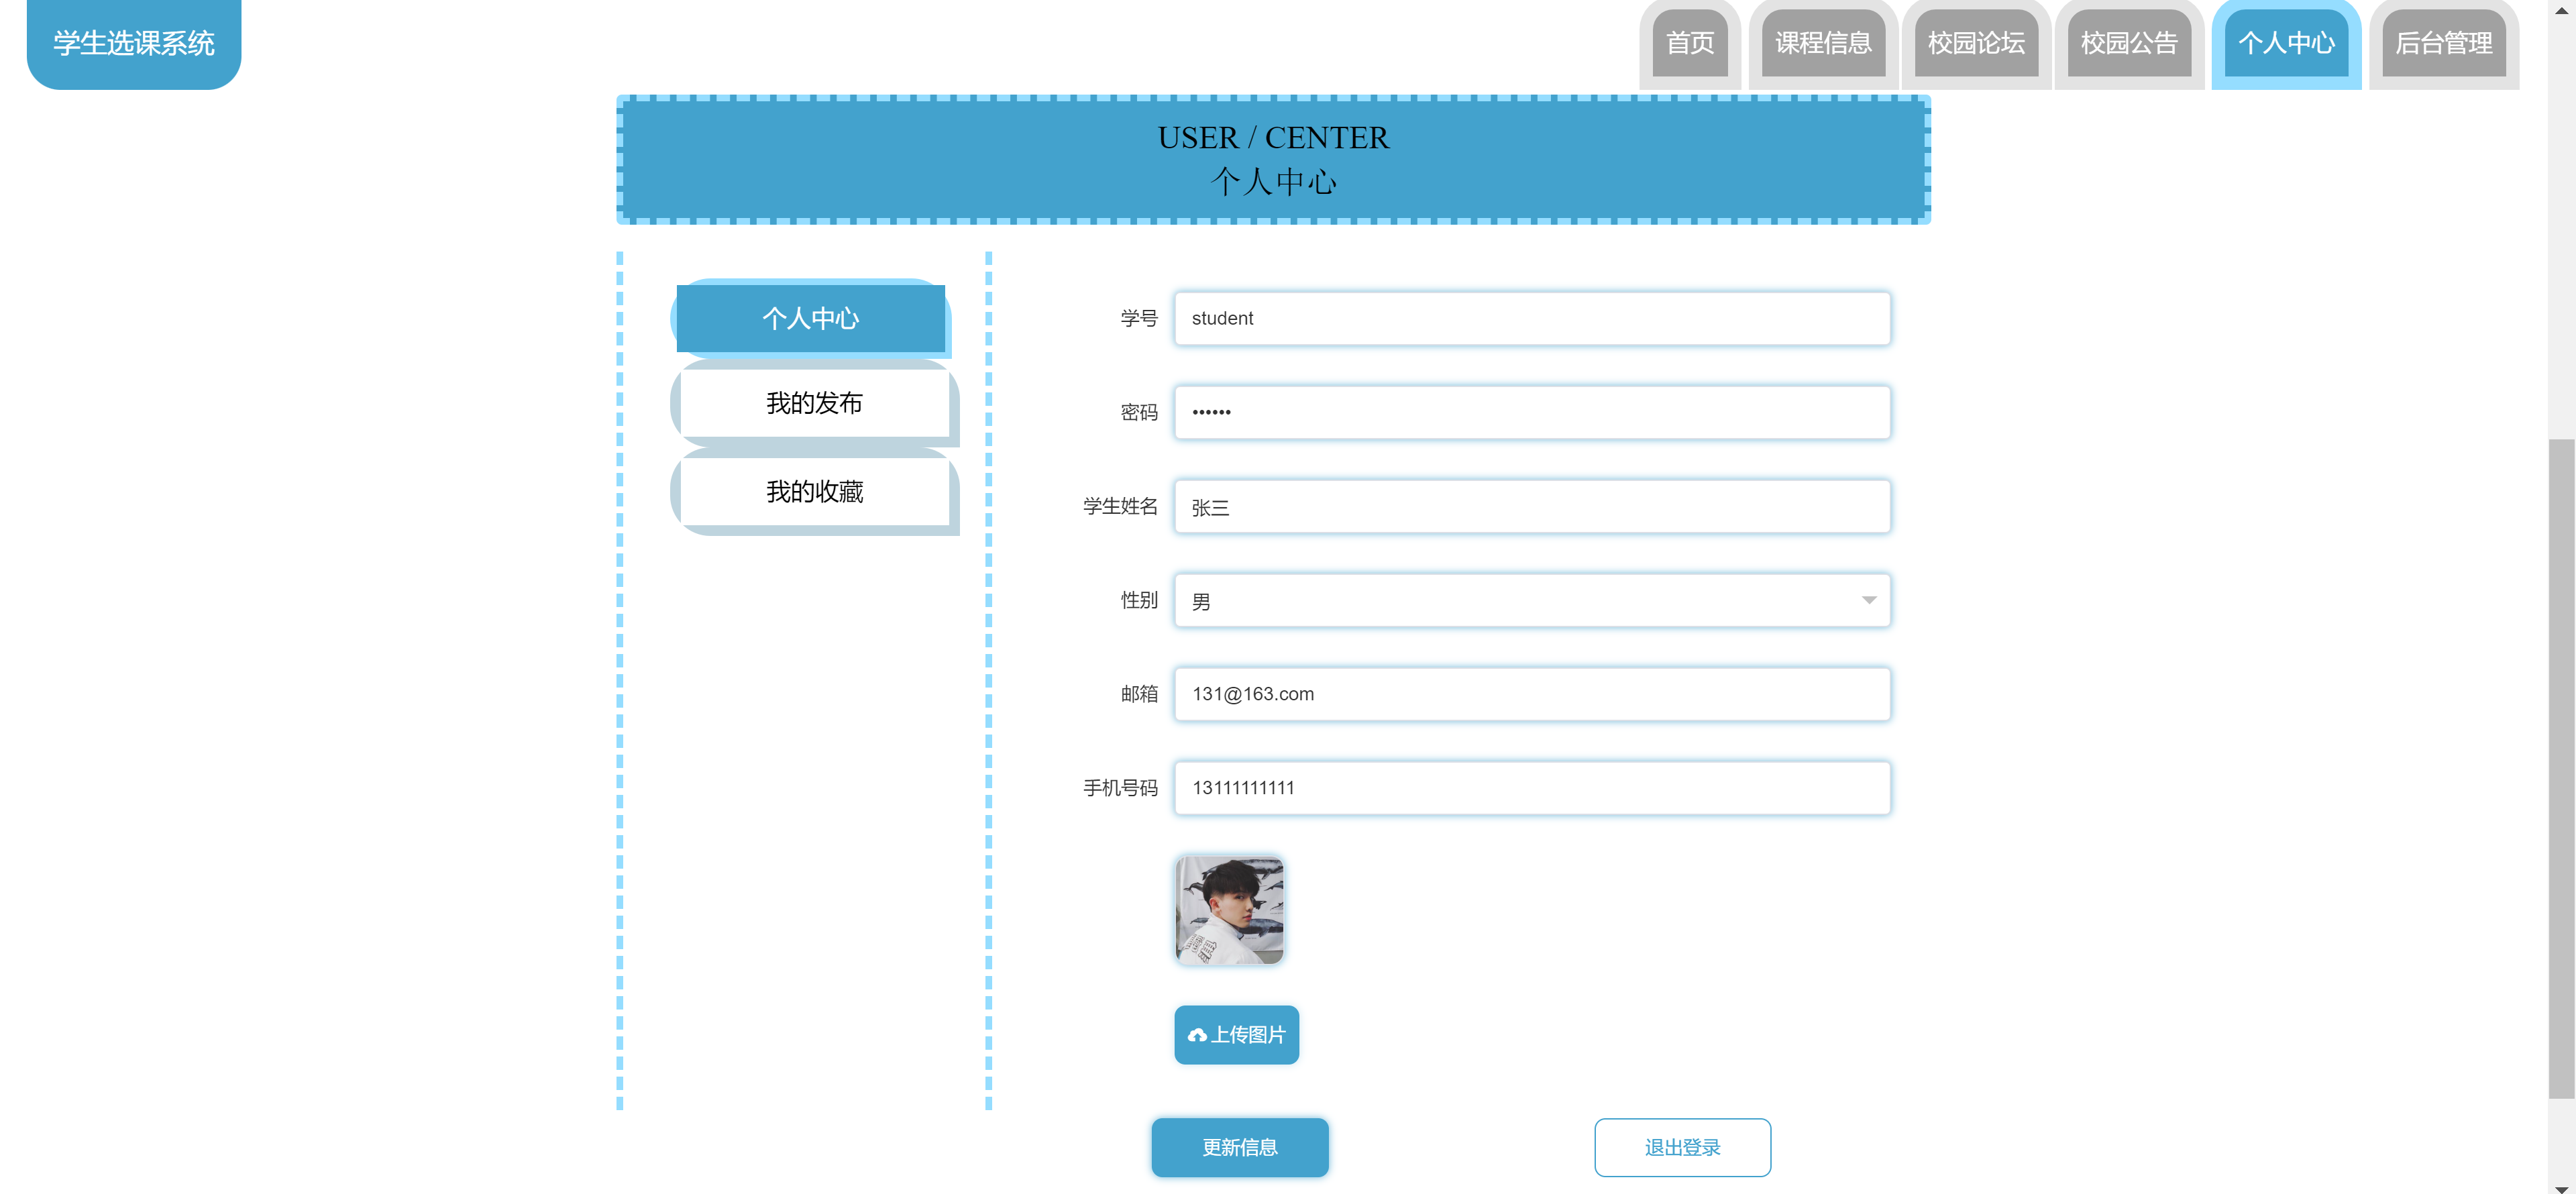 学生选课系统
首页
课程信息
校园论坛
校园公告
个人中心
后台管理
USER / CENTER
个人中心
个人中心
我的发布
我的收藏
学号
student
密码
••••••
学生姓名
张三
性别
男
邮箱
131@163.com
手机号码
13111111111
上传图片
更新信息
退出登录